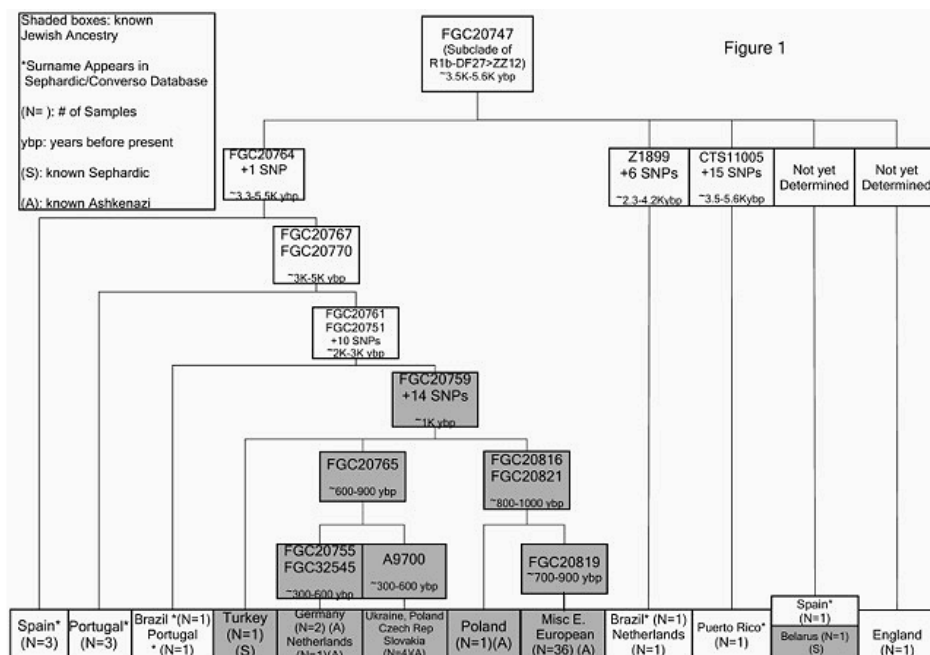 Shaded boxes: known
Jewish Ancestry
*Surname Appears in
Sephardic/Converso Database
(N= ): # of Samples
ybp: years before present
(S): known Sephardic
(A): known Ashkenazi
FGC20747
(Subclade of
R1b-DF27>ZZ12)
~3.5K-5.6K ybp
Figure 1
FGC20764
+1 SNP
~3.3-5.5K ybp
Z1899
+6 SNPs
~2.3-4.2Kybp
CTS11005
+15 SNPs
~3.5-5.6Kybp
Not yet
Determined
Not yet
Determined
FGC20767
FGC20770
~3K-5K ybp
FGC20761
FGC20751
+10 SNPs
~2K-3K ybp
FGC20759
+14 SNPs
~1K ybp
FGC20765
~600-900 ybp
FGC20816
FGC20821
~800-1000 ybp
FGC20755
FGC32545
~300-600 ybp
A9700
~300-600 ybp
FGC20819
~700-900 ybp
Spain*
(N=3)
Portugal*
(N=3)
Brazil *(N=1)
Portugal
* (N=1)
Turkey
(N=1)
(S)
Germany
(N=2) (A)
Netherlands
(N=1)(A)
Ukraine, Poland
Czech Rep
Slovakia
(N=4)(A)
Poland
(N=1)(A)
Misc E.
European
(N=36) (A)
Brazil* (N=1)
Netherlands
(N=1)
Puerto Rico*
(N=1)
Spain*
(N=1)
Belarus (N=1)
(S)
England
(N=1)